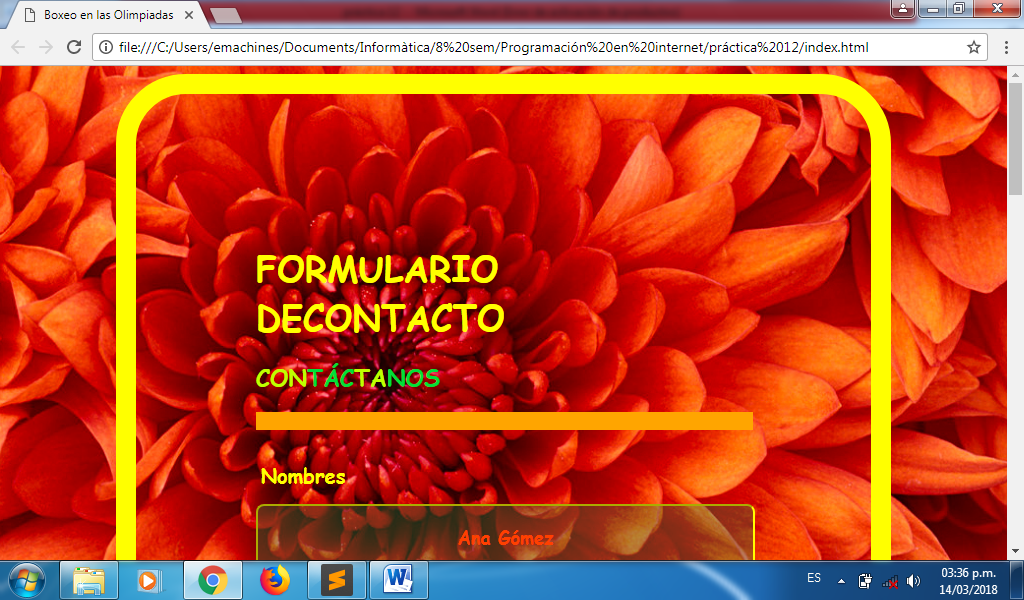 Boxeo en las Olimpiadas
file:///C:/Users/emachines/Documents/Informàtica/8%20sem/Programación%20en%20internet/práctica%2012/index.html
FORMULARIO
DECONTACTO
CONTÁCTANOS
Nombres
Ana Gómez
ES
03:36 p.m.
14/03/2018